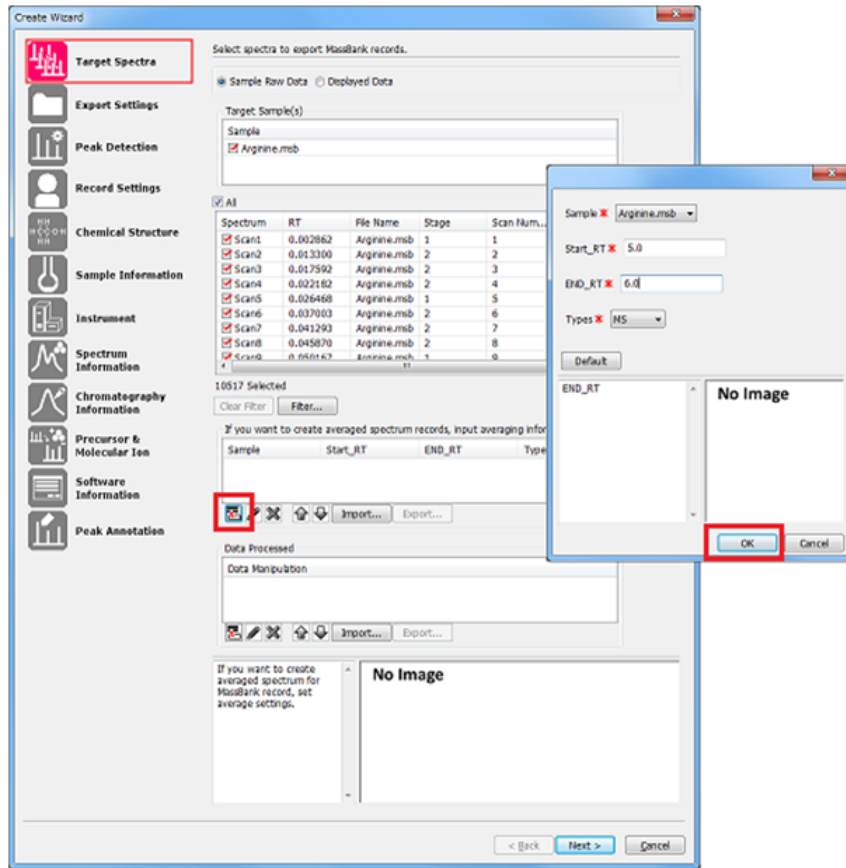 Create Wizard
Target Spectra
Export Settings
Peak Detection
Record Settings
Chemical Structure
Sample Information
Instrument
Spectrum
Information
Chromatography
Information
Precursor &
Molecular Ion
Software
Information
Peak Annotation
Select spectra to export MassBank records.
Sample Raw Data Displayed Data
Target Sample(s)
Sample
Arginine.msb
All
Spectrum RT File Name Stage Scan Num...
Scan1 0.002862 Arginine.msb 1 1
Scan2 0.013300 Arginine.msb 2 2
Scan3 0.017592 Arginine.msb 2 3
Scan4 0.022182 Arginine.msb 2 4
Scan5 0.026468 Arginine.msb 1 5
Scan6 0.037003 Arginine.msb 2 6
Scan7 0.041293 Arginine.msb 2 7
Scan8 0.045870 Arginine.msb 2 8
Scan9 0.050162 Arginine.msb 1 9
10517 Selected
Clear Filter Filter...
If you want to create averaged spectrum records, input averaging infor
Sample Start_RT END_RT Type
Import... Export...
Data Processed
Data Manipulation
Import... Export...
If you want to create
averaged spectrum for
MassBank record, set
average settings.
No Image
< Back Next > Cancel
Sample Arginine.msb
Start_RT 5.0
END_RT 6.0
Types MS
Default
END_RT
No Image
OK Cancel